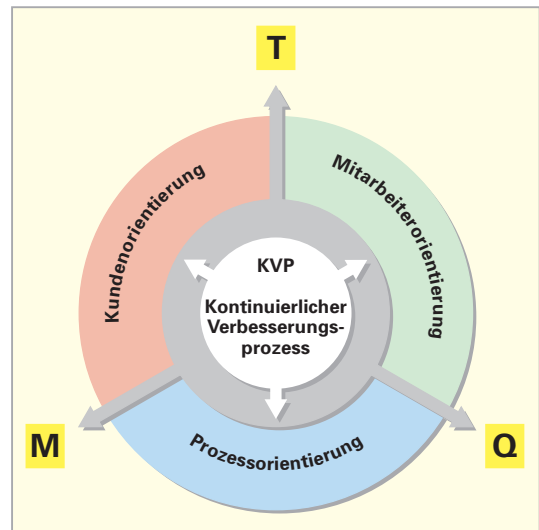 T
Kundenorientierung
Mitarbeiterorientierung
KVP
Kontinuierlicher
Verbesserungs-
prozess
M
Prozessorientierung
Q